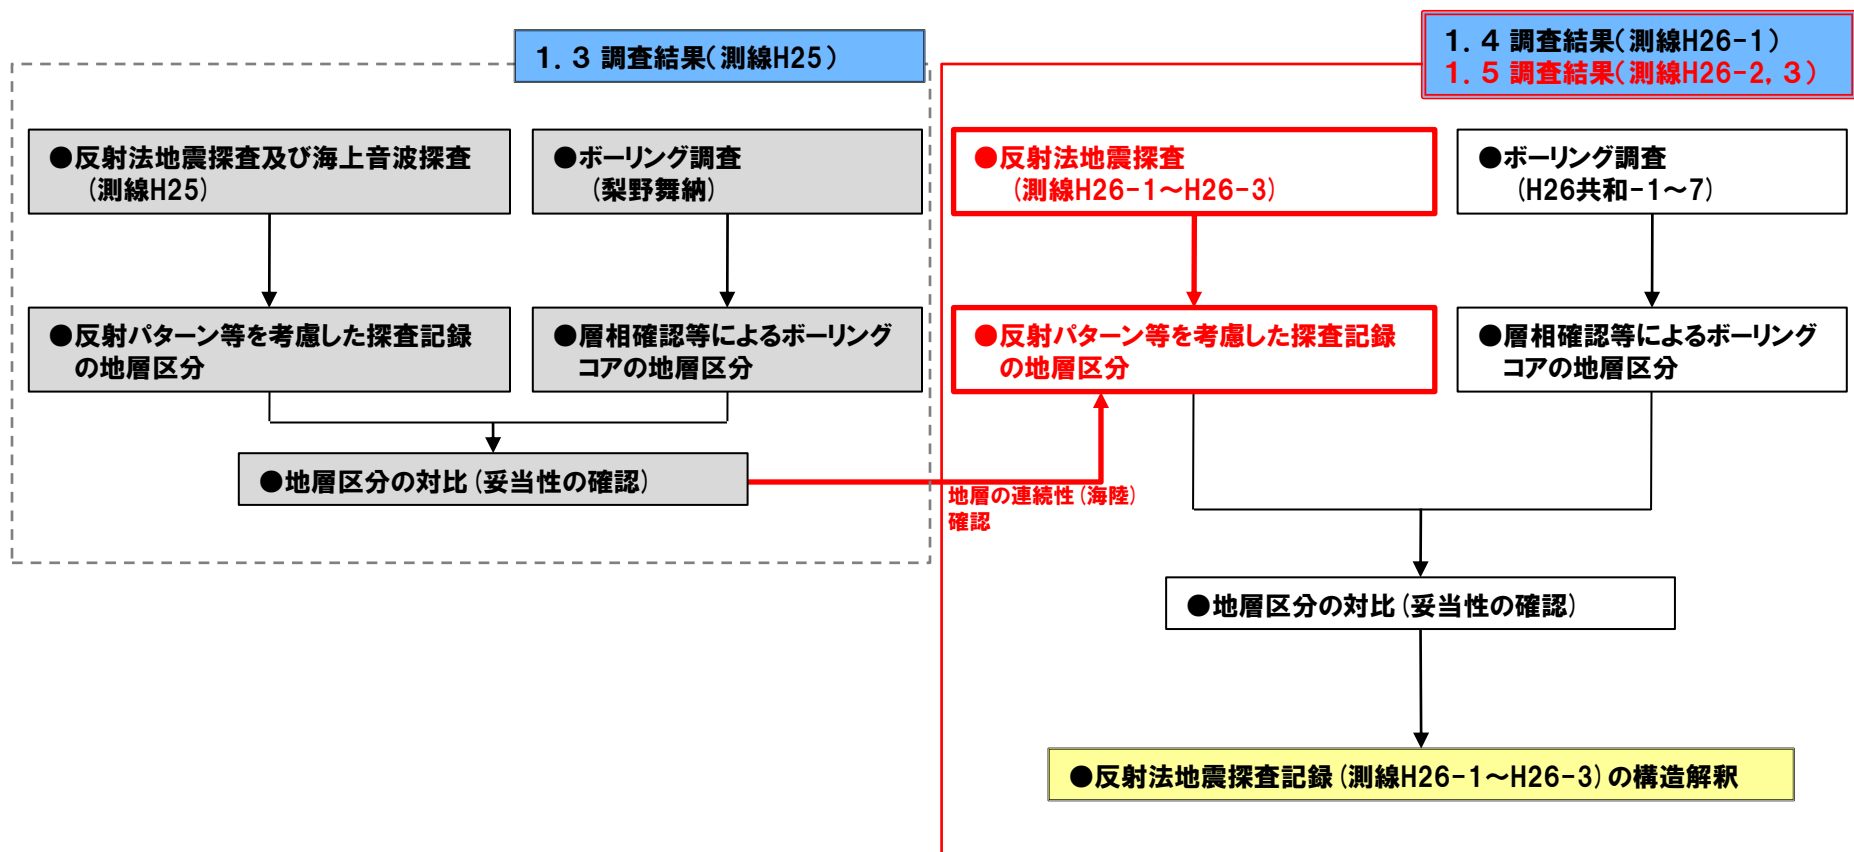 1.3 調査結果(測線H25)
●反射法地震探査及び海上音波探査
(測線H25)
●ボーリング調査
(梨野舞納)
●反射パターン等を考慮した探査記録
の地層区分
●層相確認等によるボーリング
コアの地層区分
●地層区分の対比(妥当性の確認)
1.4 調査結果(測線H26-1)
1.5 調査結果(測線H26-2,3)
●反射法地震探査
(測線H26-1~H26-3)
●ボーリング調査
(H26共和-1~7)
●反射パターン等を考慮した探査記録
の地層区分
●層相確認等によるボーリング
コアの地層区分
地層の連続性(海陸)
確認
●地層区分の対比(妥当性の確認)
●反射法地震探査記録(測線H26-1~H26-3)の構造解釈